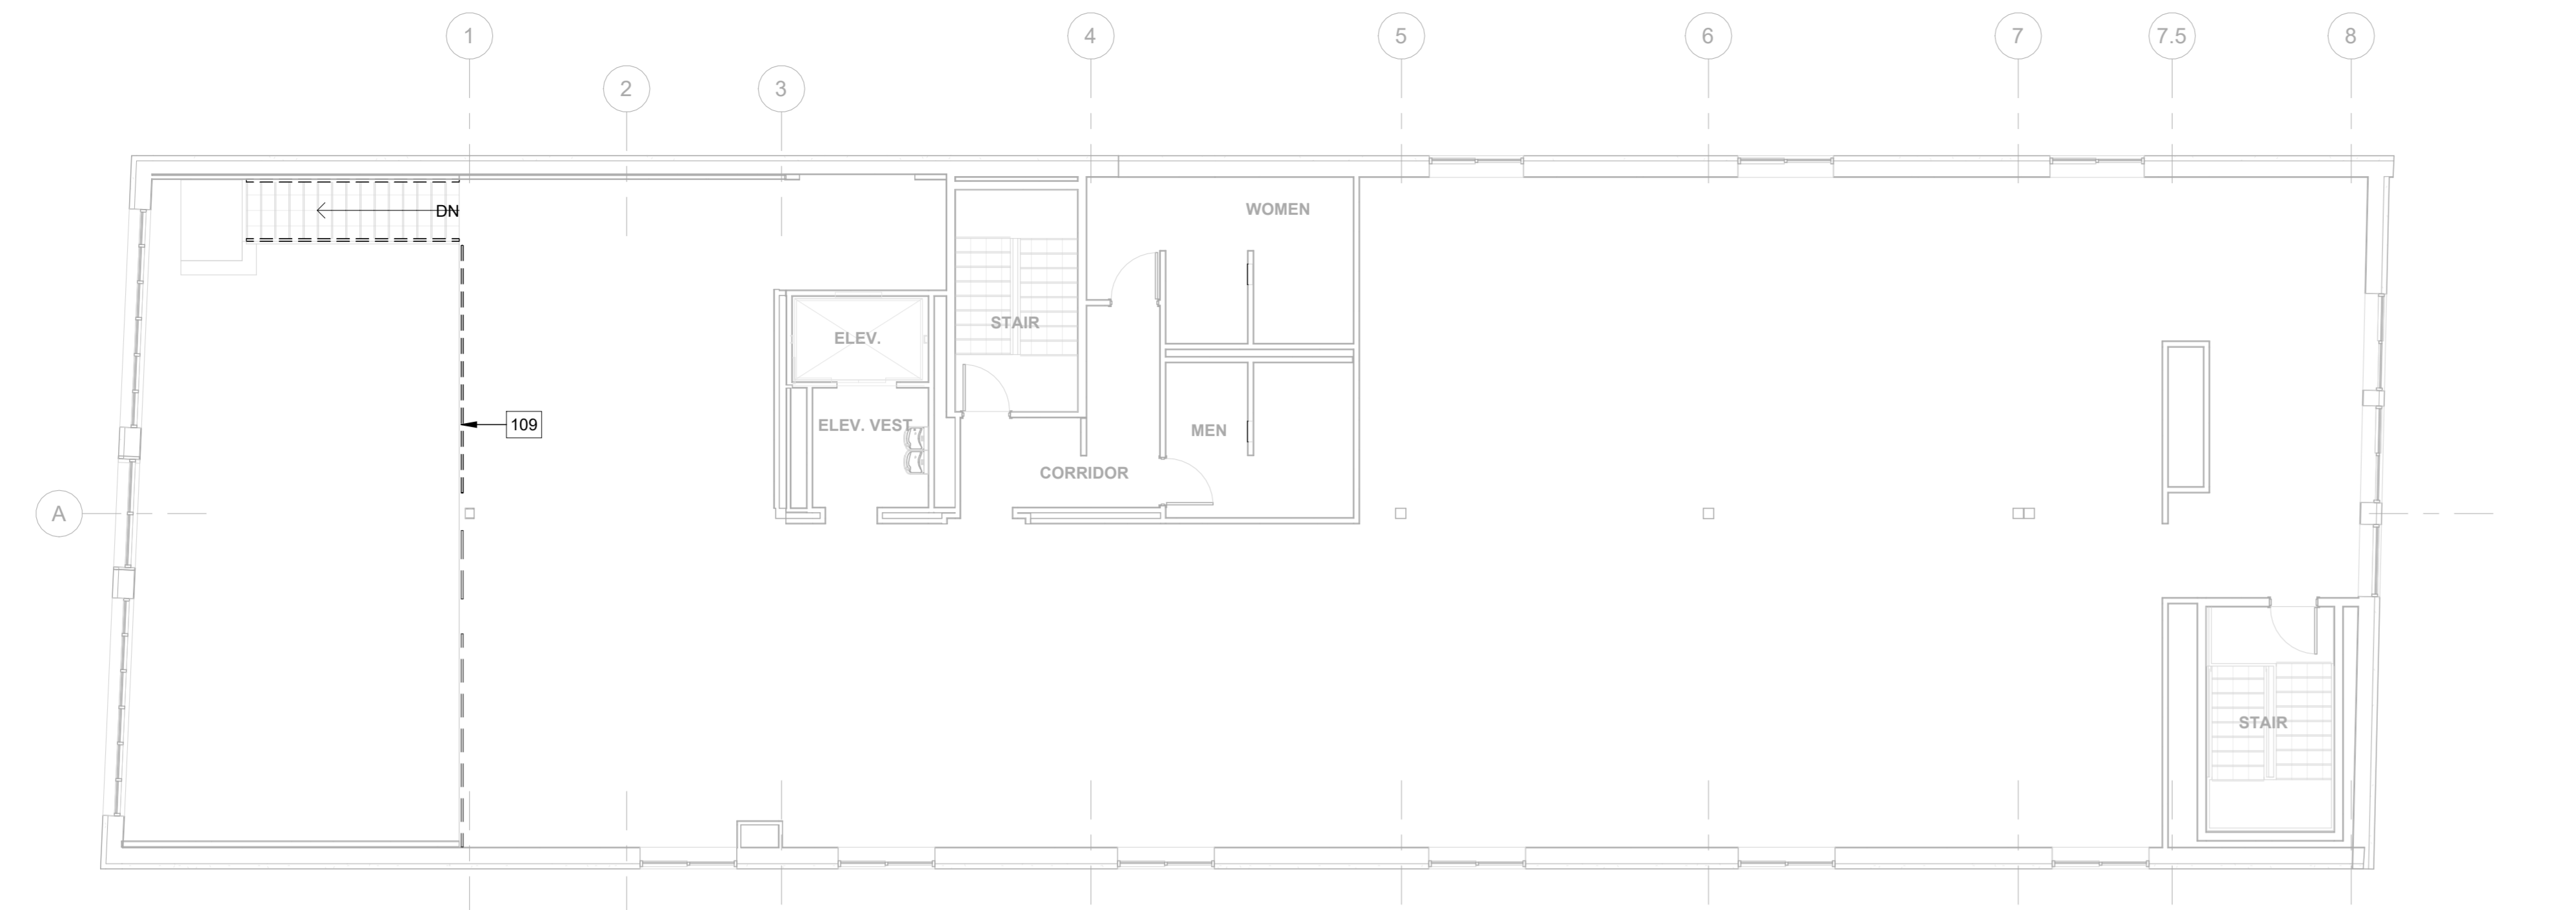 1
4
5
6
7
7.5
8
2
3
DN
WOMEN
STAIR
ELEV.
ELEV. VEST
109
MEN
CORRIDOR
A
STAIR